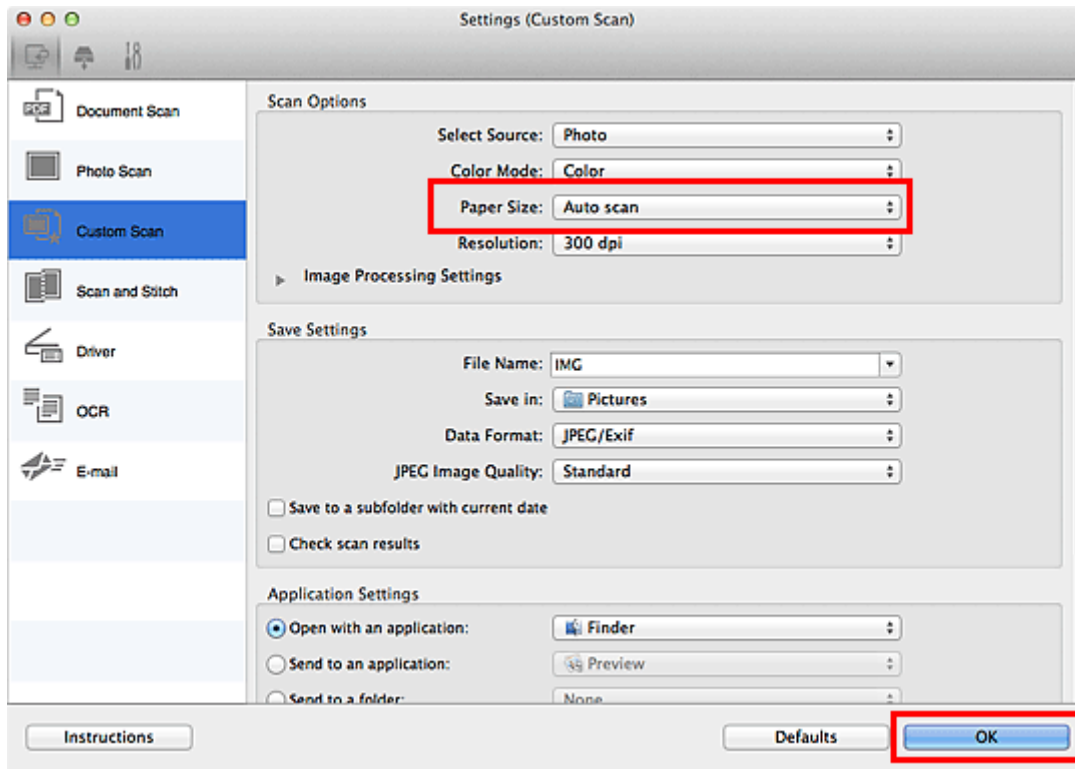 Settings (Custom Scan)
Document Scan
Photo Scan
Custom Scan
Scan and Stitch
Driver
OCR
E-mail
Scan Options
Select Source: Photo
Color Mode: Color
Paper Size: Auto scan
Resolution: 300 dpi
Image Processing Settings
Save Settings
File Name: IMG
Save in: Pictures
Data Format: JPEG/Exif
JPEG Image Quality: Standard
Save to a subfolder with current date
Check scan results
Application Settings
Open with an application: Finder
Send to an application: Preview
Send to a folder: None
Instructions
Defaults
OK